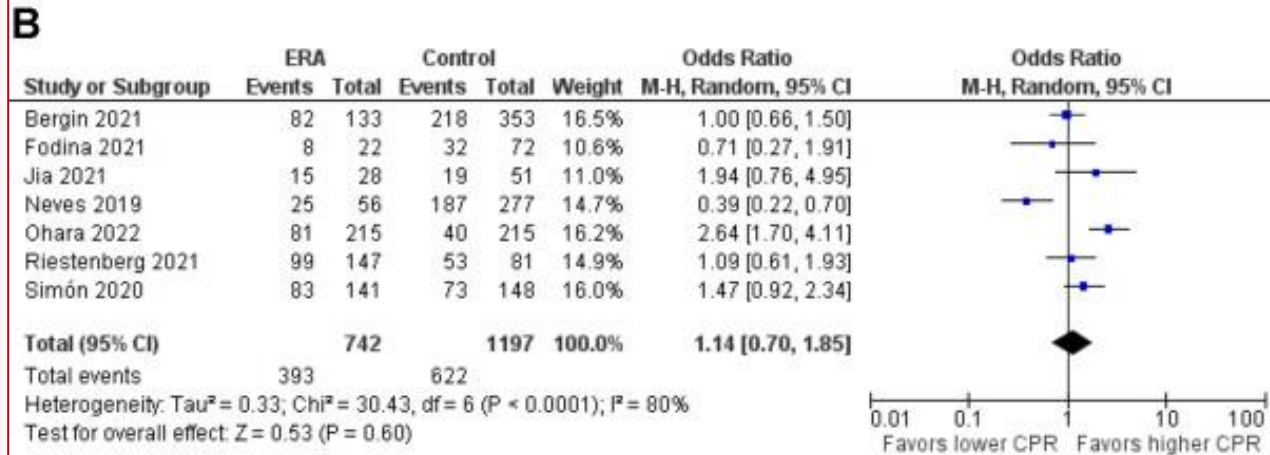 B
ERA Control Odds Ratio Odds Ratio
Study or Subgroup Events Total Events Total Weight M-H, Random, 95% CI M-H, Random, 95% CI
Bergin 2021 82 133 218 353 16.5% 1.00 [0.66, 1.50]
Fodina 2021 8 22 32 72 10.6% 0.71 [0.27, 1.91]
Jia 2021 15 28 19 51 11.0% 1.94 [0.76, 4.95]
Neves 2019 25 56 187 277 14.7% 0.39 [0.22, 0.70]
Ohara 2022 81 215 40 215 16.2% 2.64 [1.70, 4.11]
Riestenberg 2021 99 147 53 81 14.9% 1.09 [0.61, 1.93]
Simón 2020 83 141 73 148 16.0% 1.47 [0.92, 2.34]
Total (95% CI) 742 1197 100.0% 1.14 [0.70, 1.85]
Total events 393 622
Heterogeneity: Tau² = 0.33; Chi² = 30.43, df = 6 (P < 0.0001); I² = 80%
Test for overall effect: Z = 0.53 (P = 0.60)
0.01 0.1 1 10 100
Favors lower CPR Favors higher CPR